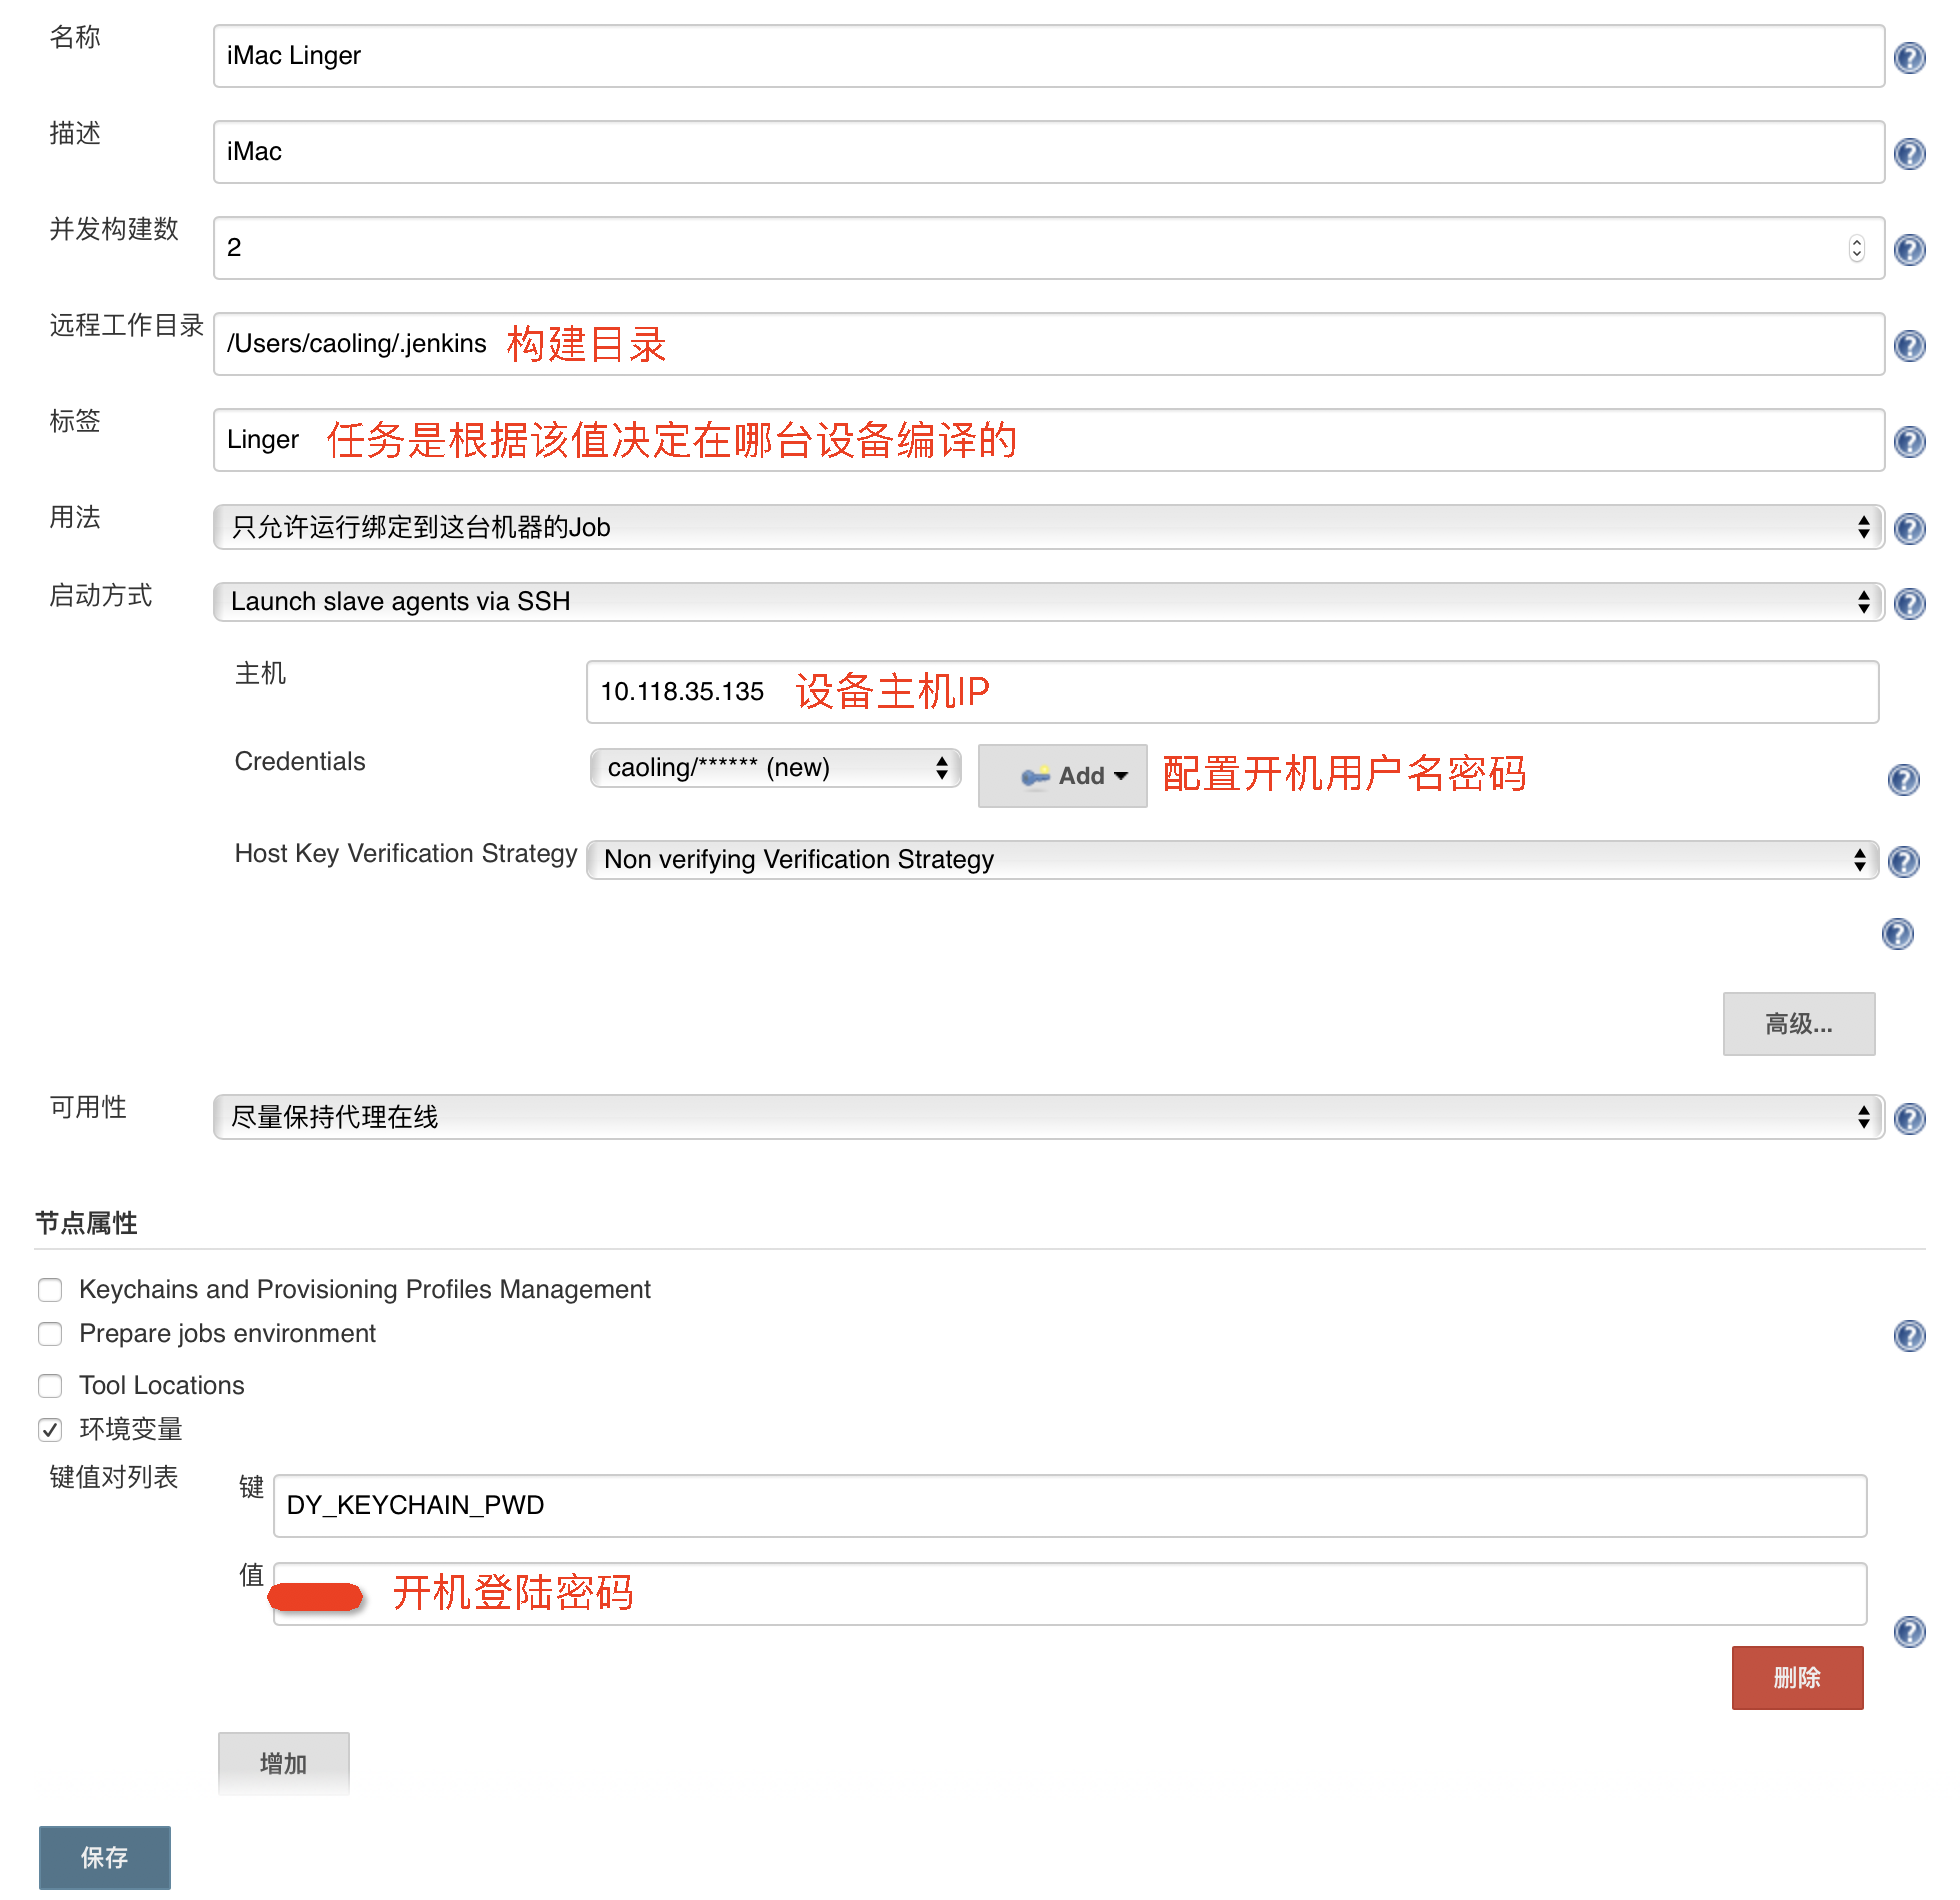 名称
iMac Linger
描述
iMac
并发构建数
2
远程工作目录
/Users/caoling/.jenkins 构建目录
标签
Linger 任务是根据该值决定在哪台设备编译的
用法
只允许运行绑定到这台机器的Job
启动方式
Launch slave agents via SSH
主机
10.118.35.135 设备主机IP
Credentials
caoling/****** (new) Add 配置开机用户名密码
Host Key Verification Strategy
Non verifying Verification Strategy
高级...
可用性
尽量保持代理在线
节点属性
Keychains and Provisioning Profiles Management
Prepare jobs environment
Tool Locations
环境变量
键值对列表
键
DY_KEYCHAIN_PWD
值
开机登陆密码
删除
增加
保存